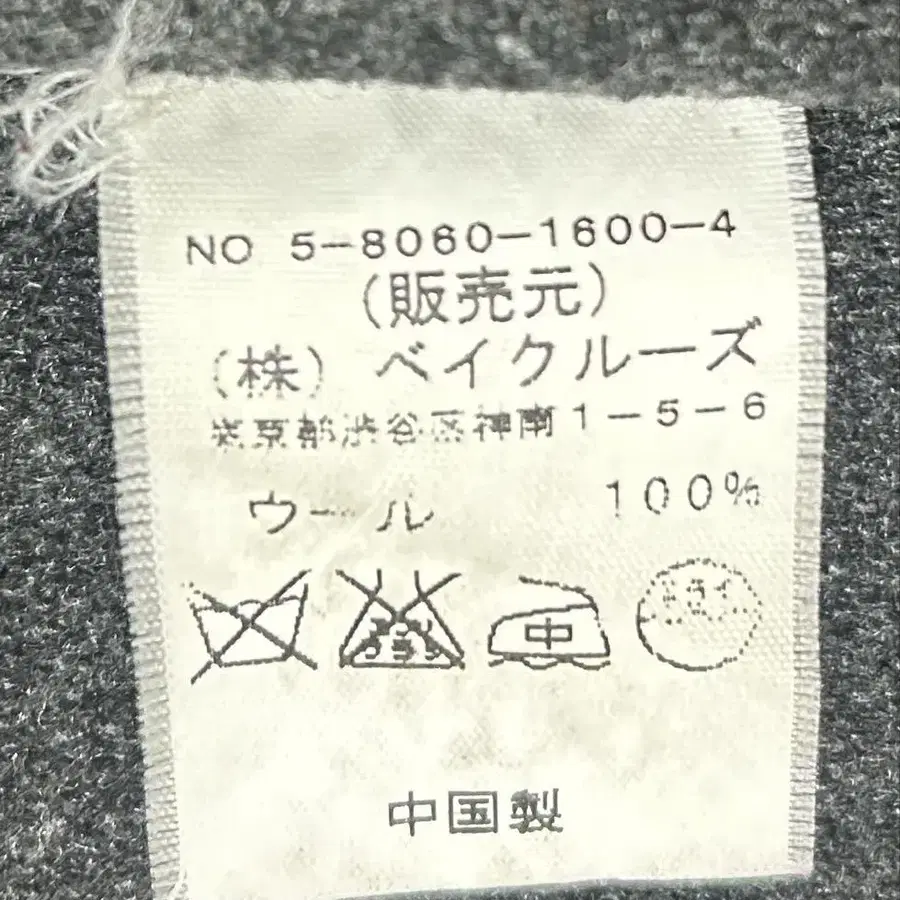 NO 5-8060-1600-4
(販売元)
(株) ベイクルーズ
東京都渋谷区神南1-5-6
ウール 100%
中
中国製